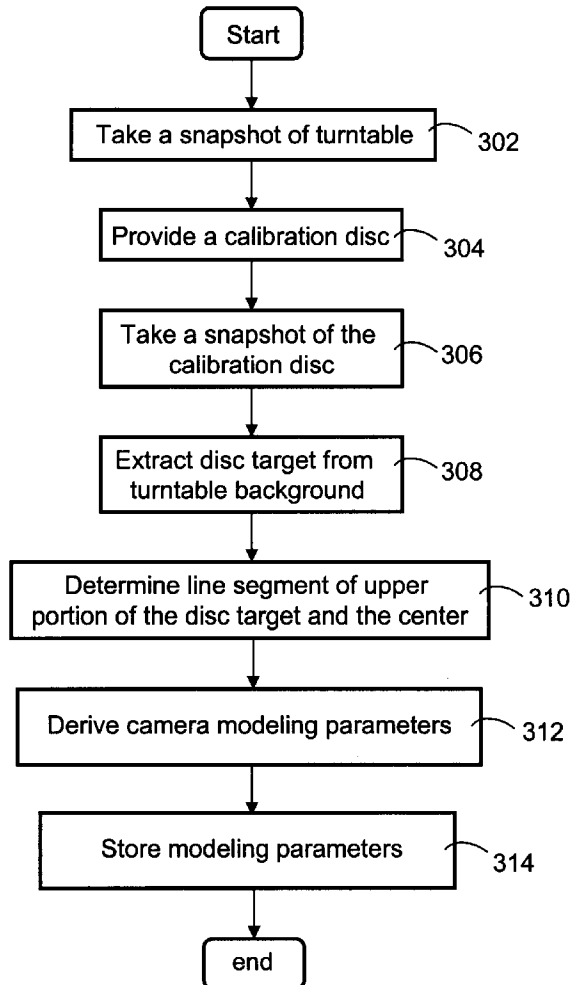 Start
Take a snapshot of turntable
302
Provide a calibration disc
304
Take a snapshot of the
calibration disc
306
Extract disc target from
turntable background
308
Determine line segment of upper
portion of the disc target and the center
310
Derive camera modeling parameters
312
Store modeling parameters
314
end